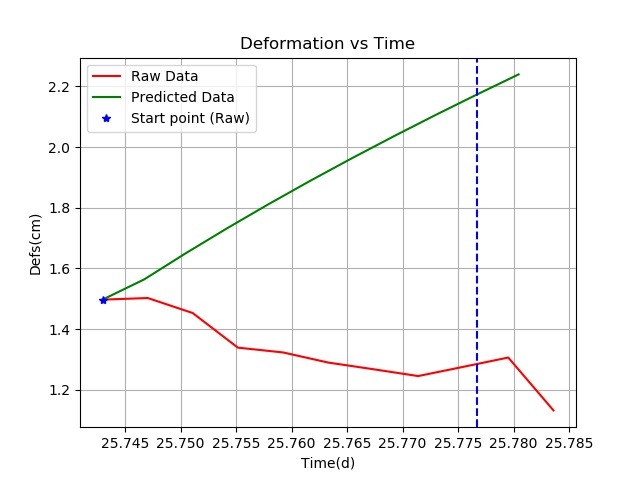 Deformation vs Time
Raw Data
Predicted Data
Start point (Raw)
Defs(cm)
2.2
2.0
1.8
1.6
1.4
1.2
25.745 25.750 25.755 25.760 25.765 25.770 25.775 25.780 25.785
Time(d)